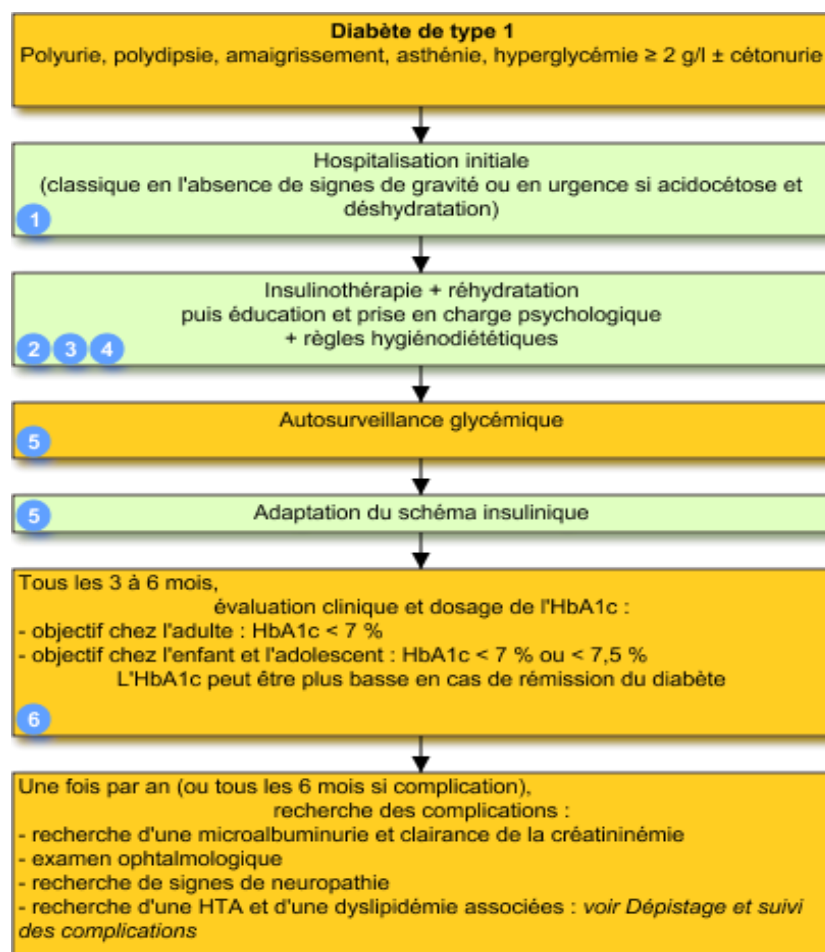 Diabète de type 1
Polyurie, polydipsie, amaigrissement, asthénie, hyperglycémie ≥ 2 g/l ± cétonurie
Hospitalisation initiale
(classique en l'absence de signes de gravité ou en urgence si acidocétose et
déshydratation)
1
Insulinothérapie + réhydratation
puis éducation et prise en charge psychologique
+ règles hygiénodiététiques
2 3 4
Autosurveillance glycémique
5
Adaptation du schéma insulinique
5
Tous les 3 à 6 mois,
évaluation clinique et dosage de l'HbA1c :
- objectif chez l'adulte : HbA1c < 7 %
- objectif chez l'enfant et l'adolescent : HbA1c < 7 % ou < 7,5 %
L'HbA1c peut être plus basse en cas de rémission du diabète
6
Une fois par an (ou tous les 6 mois si complication),
recherche des complications :
- recherche d'une microalbuminurie et clairance de la créatininémie
- examen ophtalmologique
- recherche de signes de neuropathie
- recherche d'une HTA et d'une dyslipidémie associées : voir Dépistage et suivi
des complications